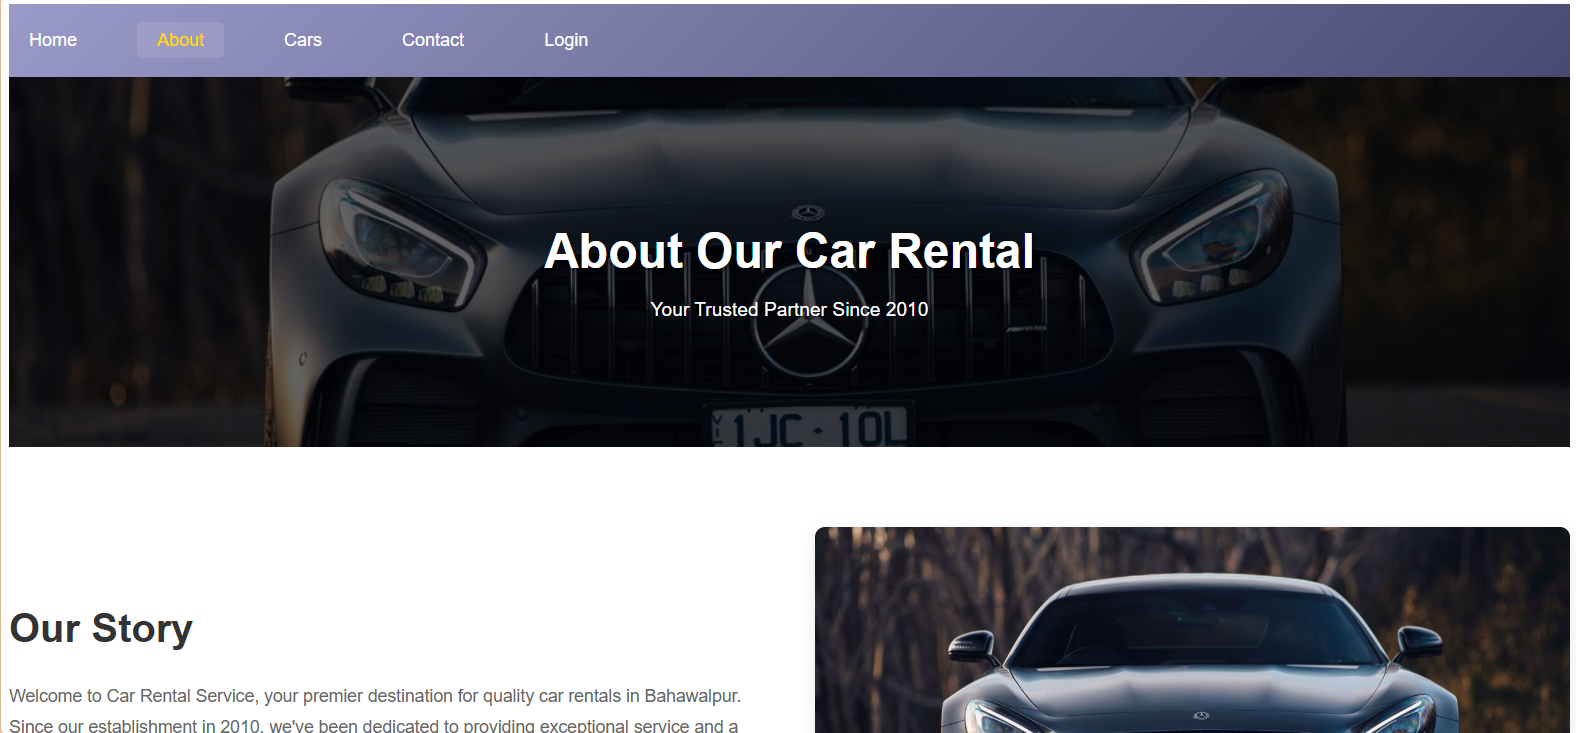 Home About Cars Contact Login
About Our Car Rental
Your Trusted Partner Since 2010
AMG
1JC·10L
Our Story
Welcome to Car Rental Service, your premier destination for quality car rentals in Bahawalpur.
Since our establishment in 2010, we've been dedicated to providing exceptional service and a